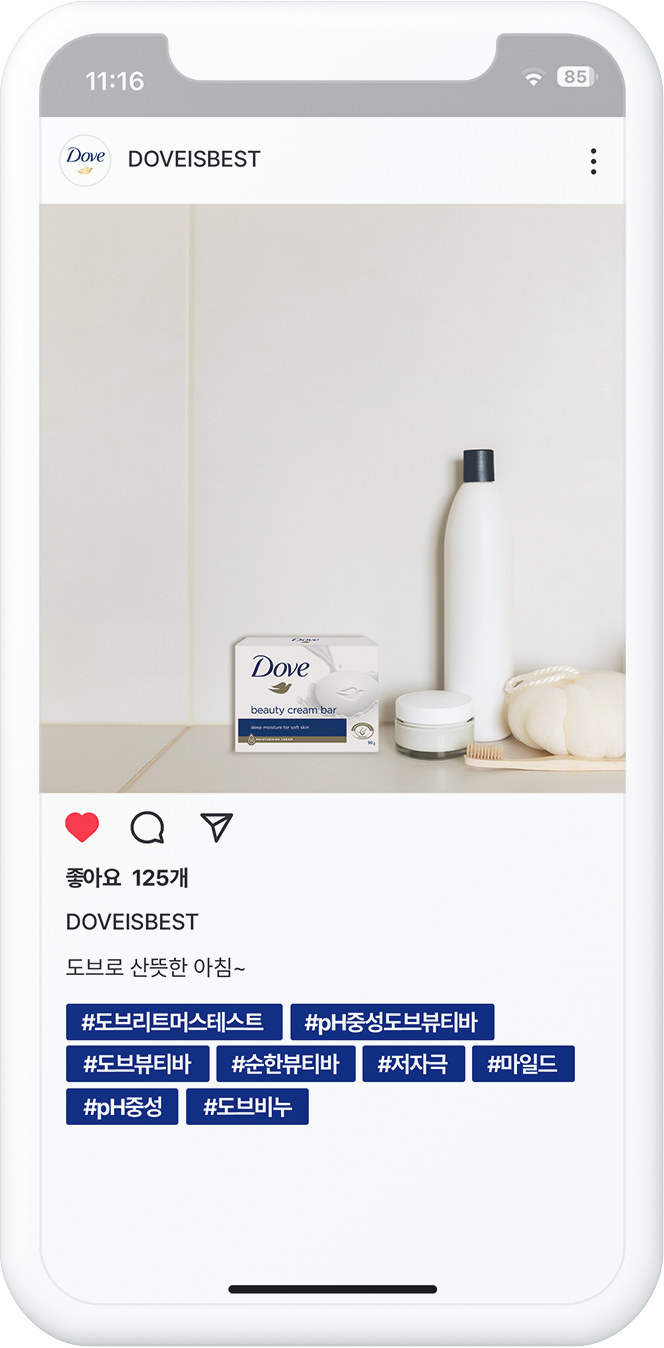 11:16
85
Dove
DOVEISBEST
Dove
Dove
beauty cream bar
deep moisture for soft skin
MOISTURISING CREAM
90g
좋아요 125개
DOVEISBEST
도브로 산뜻한 아침~
#도브리트머스테스트 #pH중성도브뷰티바
#도브뷰티바 #순한뷰티바 #저자극 #마일드
#pH중성 #도브비누